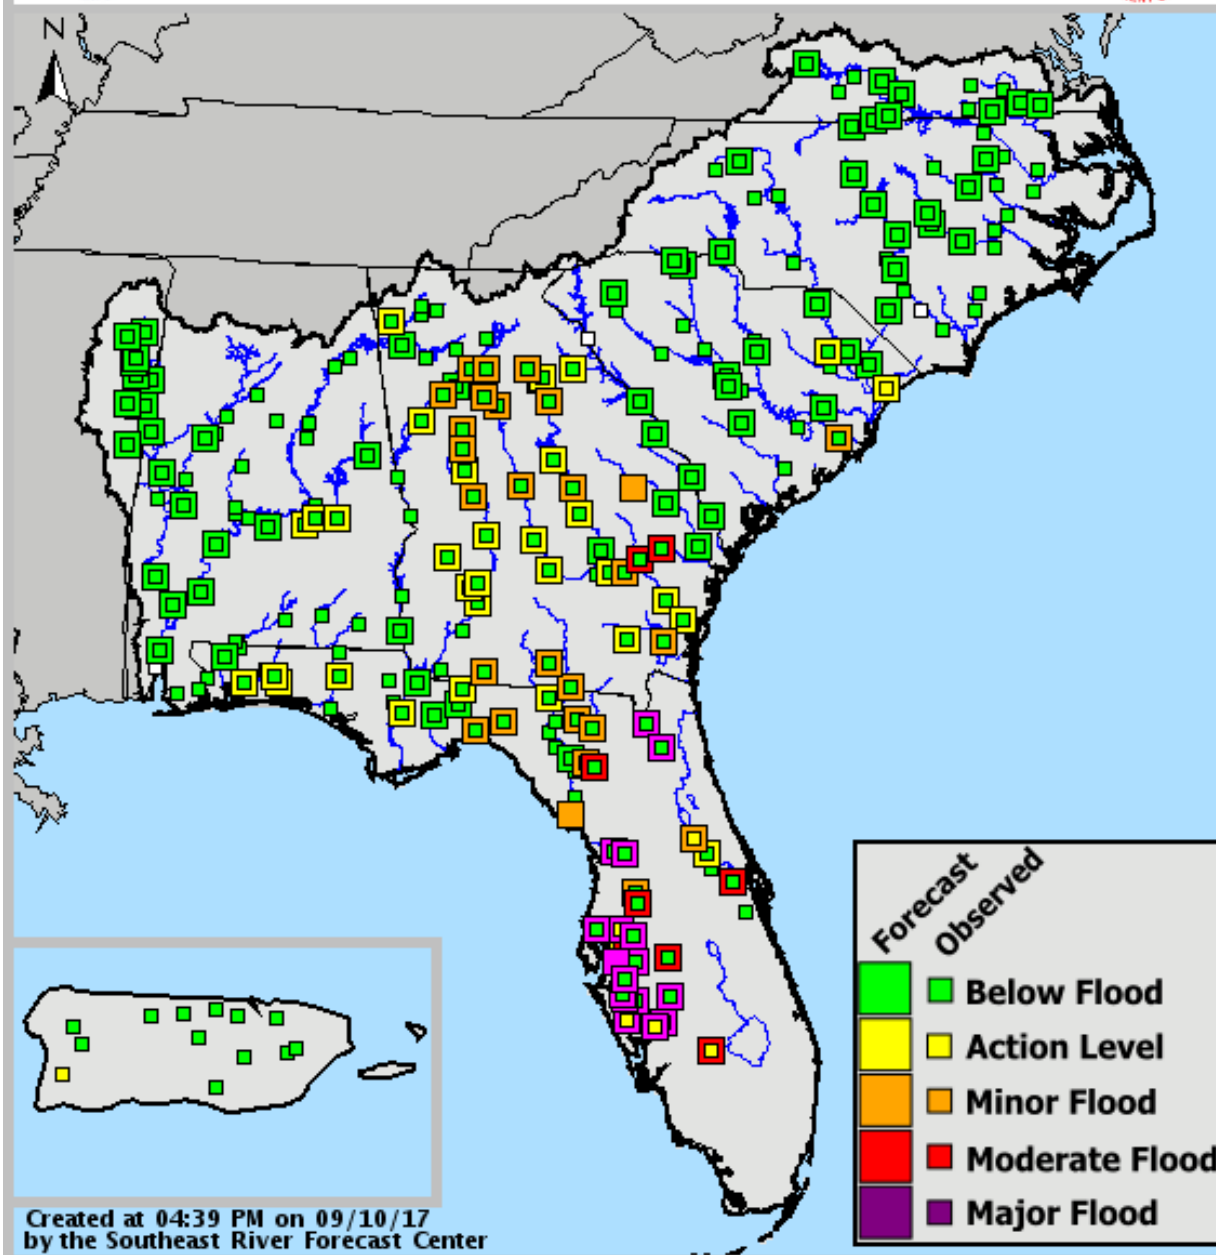 N
Forecast
Observed
Below Flood
Action Level
Minor Flood
Moderate Flood
Major Flood
Created at 04:39 PM on 09/10/17
by the Southeast River Forecast Center